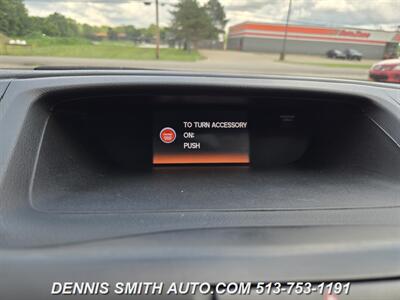 TO TURN ACCESSORY
ON:
PUSH
DENNIS SMITH AUTO.COM 513-753-1191